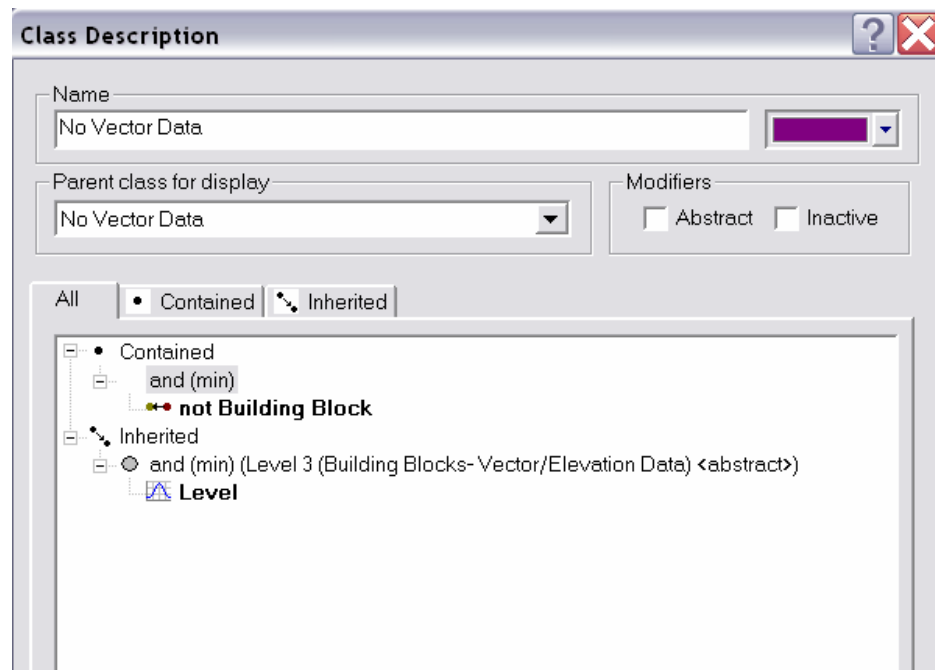 Class Description
?
Name
No Vector Data
Parent class for display
No Vector Data
Modifiers
Abstract
Inactive
All
Contained
Inherited
Contained
and (min)
not Building Block
Inherited
and (min) (Level 3 (Building Blocks- Vector/Elevation Data) <abstract>)
Level